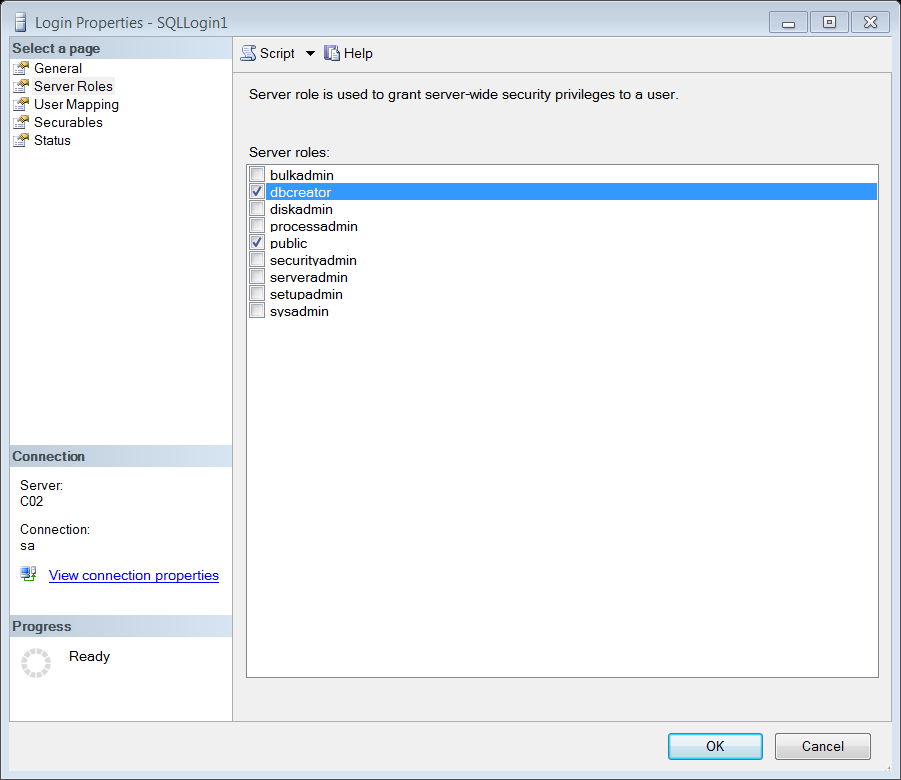 Login Properties - SQLLogin1
Select a page
General
Server Roles
User Mapping
Securables
Status
Connection
Server:
C02
Connection:
sa
View connection properties
Progress
Ready
Script
Help
Server role is used to grant server-wide security privileges to a user.
Server roles:
bulkadmin
dbcreator
diskadmin
processadmin
public
securityadmin
serveradmin
setupadmin
sysadmin
OK
Cancel